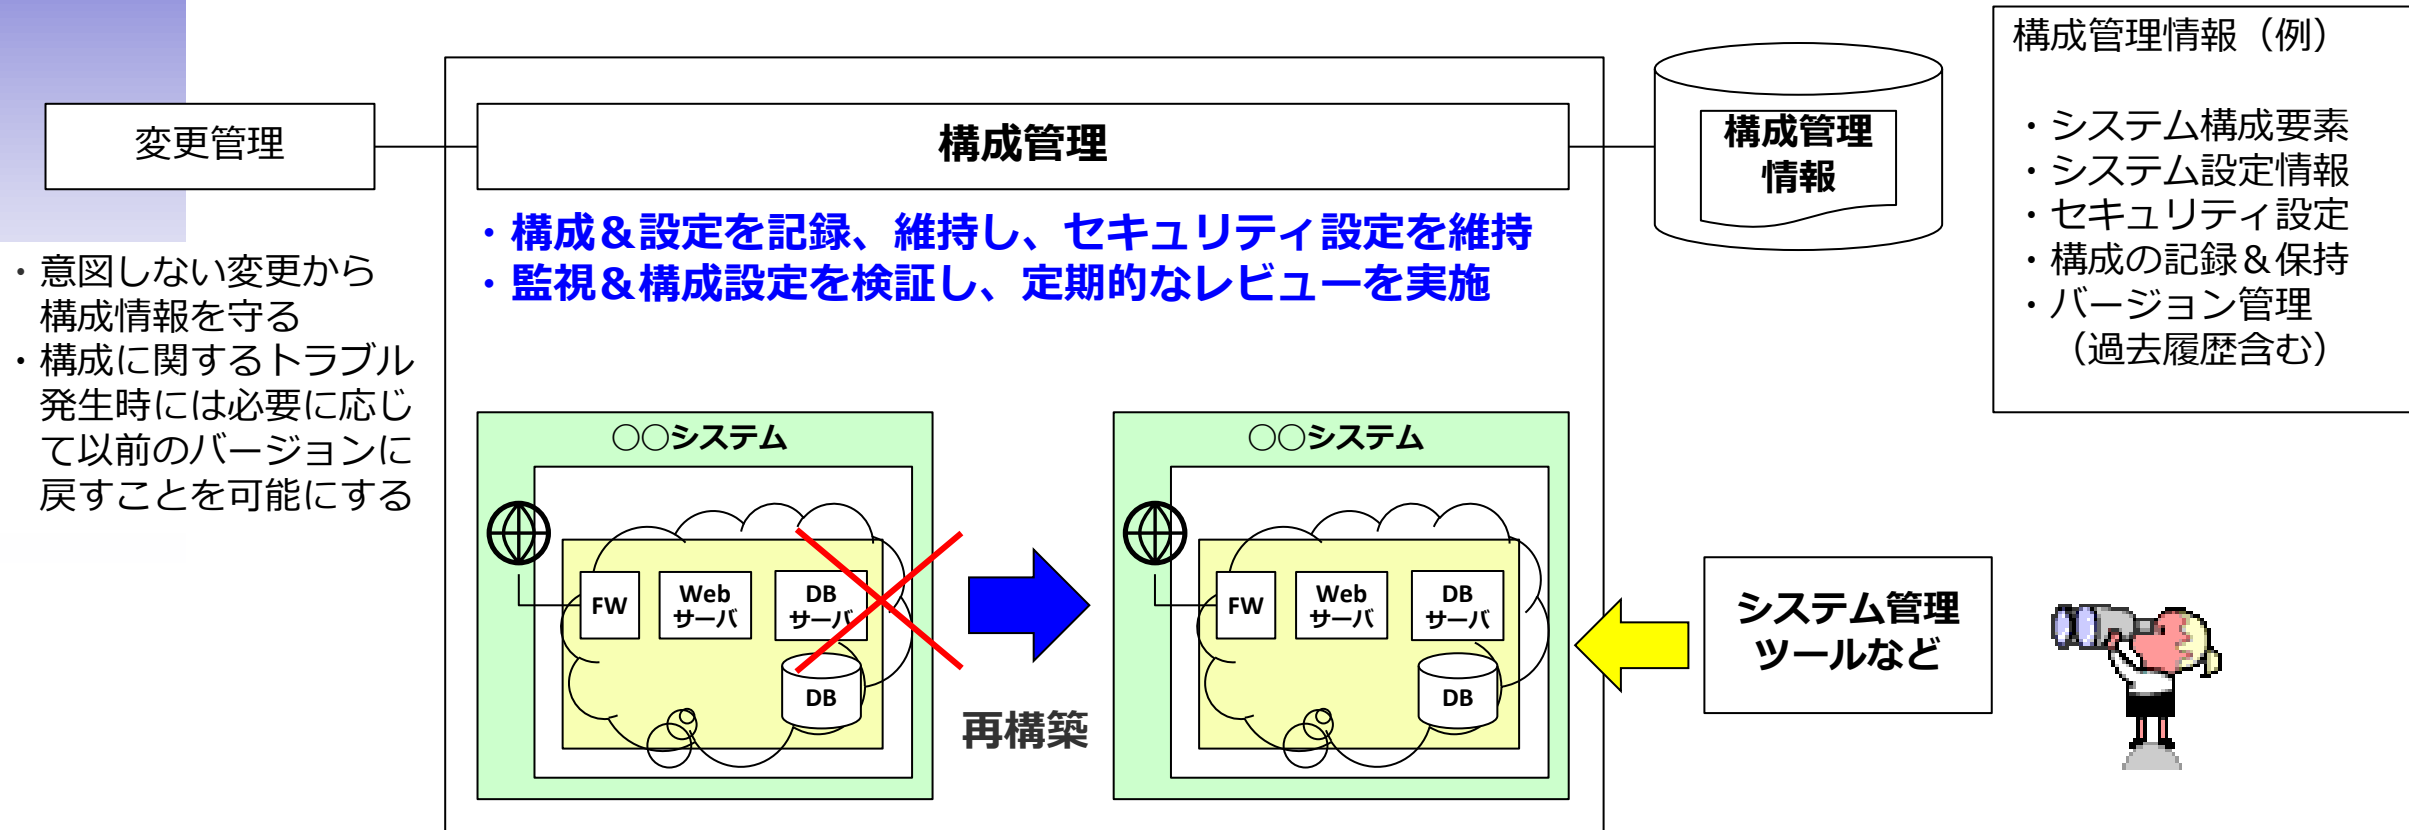 変更管理
・意図しない変更から
構成情報を守る
・構成に関するトラブル
発生時には必要に応じ
て以前のバージョンに
戻すことを可能にする
構成管理
・構成＆設定を記録、維持し、セキュリティ設定を維持
・監視＆構成設定を検証し、定期的なレビューを実施
構成管理
情報
構成管理情報（例）
・システム構成要素
・システム設定情報
・セキュリティ設定
・構成の記録＆保持
・バージョン管理
（過去履歴含む）
○○システム
FW
Web
サーバ
DB
サーバ
DB
再構築
○○システム
FW
Web
サーバ
DB
サーバ
DB
システム管理
ツールなど